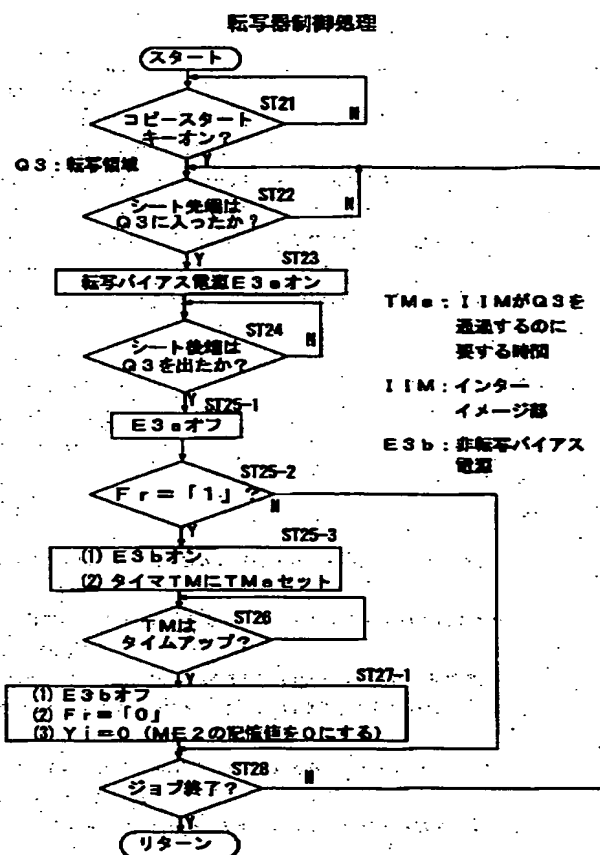 転写器制御処理
スタート
ST21
コピースタート
キーオン?
N
Y
Q3:転写領域
ST22
シート先端は
Q3に入ったか?
N
Y
ST23
転写バイアス電源E3aオン
ST24
シート後端は
Q3を出たか?
N
Y
ST25-1
E3aオフ
ST25-2
Fr=「1」?
N
Y
ST25-3
(1) E3bオン
(2) タイマTMにTMaセット
ST26
TMは
タイムアップ?
Y
ST27-1
(1) E3bオフ
(2) Fr=「0」
(3) Yi=0 (ME2の記憶値を0にする)
ST28
ジョブ終了?
N
Y
リターン
TMa:IIMがQ3を
通過するのに
要する時間
IIM:インター
イメージ部
E3b:非転写バイアス
電源